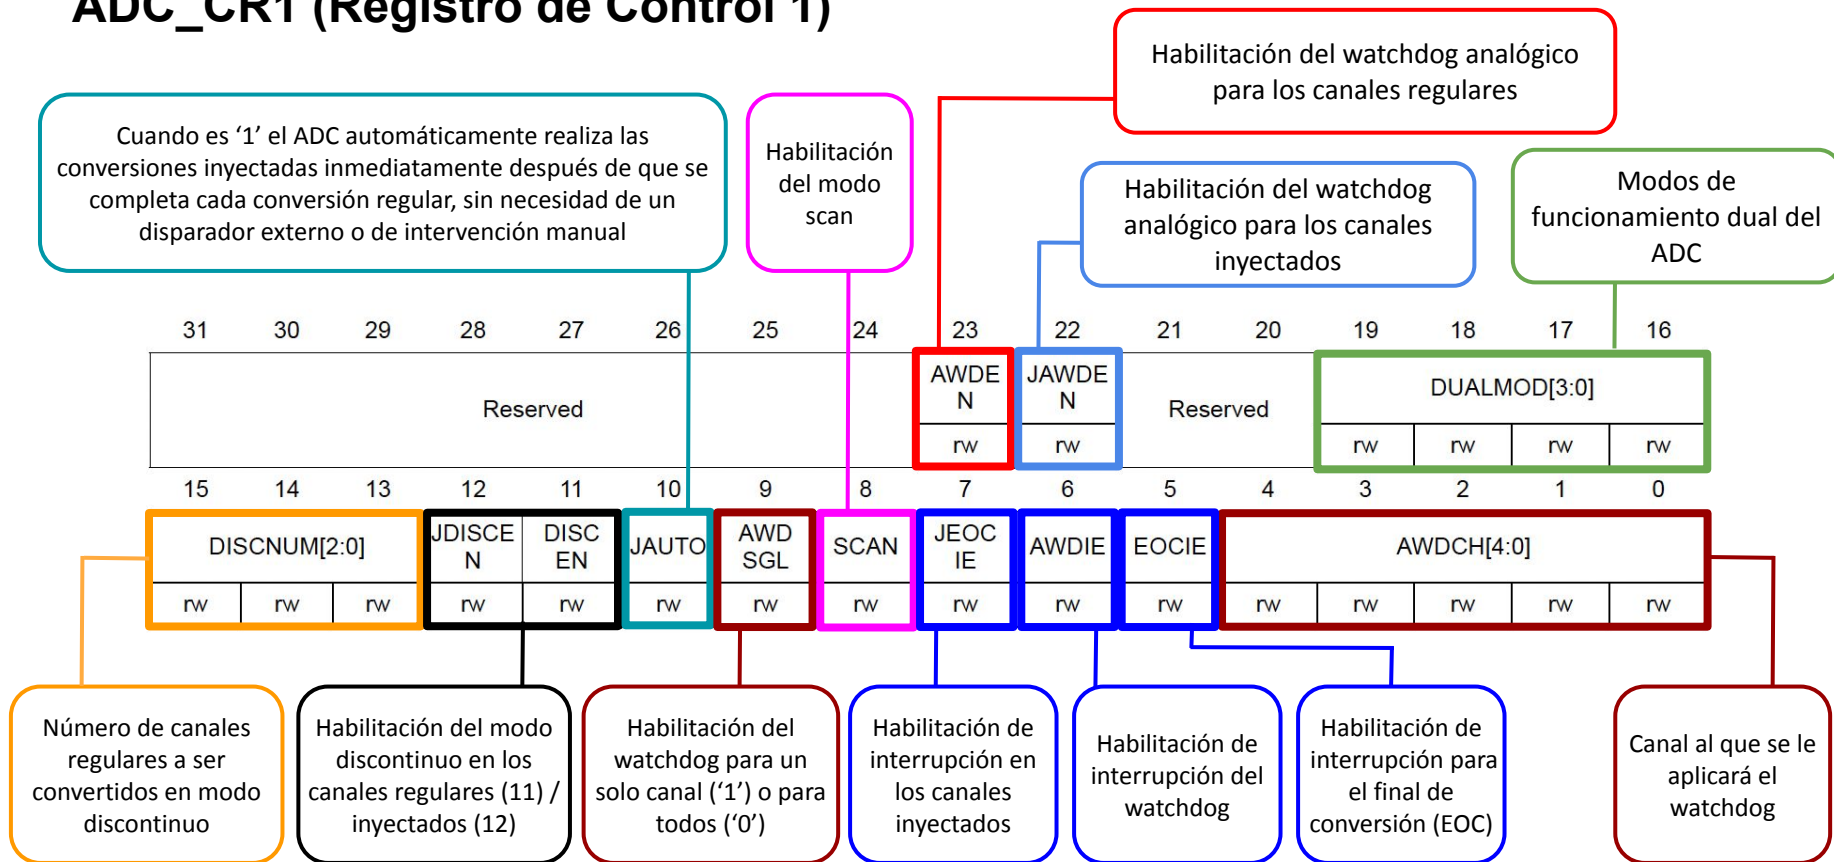 ADC_CR1 (Registro de Control 1)
Habilitación del watchdog analógico
para los canales regulares
Cuando es ‘1’ el ADC automáticamente realiza las
conversiones inyectadas inmediatamente después de que se
completa cada conversión regular, sin necesidad de un
disparador externo o de intervención manual
Habilitación
del modo
scan
Habilitación del watchdog
analógico para los canales
inyectados
Modos de
funcionamiento dual del
ADC
31 30 29 28 27 26 25 24 23 22 21 20 19 18 17 16
Reserved
AWDE
N
JAWDE
N
Reserved
DUALMOD[3:0]
rw rw rw rw rw rw
15 14 13 12 11 10 9 8 7 6 5 4 3 2 1 0
DISCNUM[2:0]
JDISCE
N
DISC
EN
JAUTO
AWD
SGL
SCAN
JEOC
IE
AWDIE
EOCIE
AWDCH[4:0]
rw rw rw rw rw rw rw rw rw rw rw rw rw rw rw rw
Número de canales
regulares a ser
convertidos en modo
discontinuo
Habilitación del modo
discontinuo en los
canales regulares (11) /
inyectados (12)
Habilitación del
watchdog para un
solo canal (‘1’) o para
todos (‘0’)
Habilitación de
interrupción en
los canales
inyectados
Habilitación de
interrupción del
watchdog
Habilitación de
interrupción para
el final de
conversión (EOC)
Canal al que se le
aplicará el
watchdog